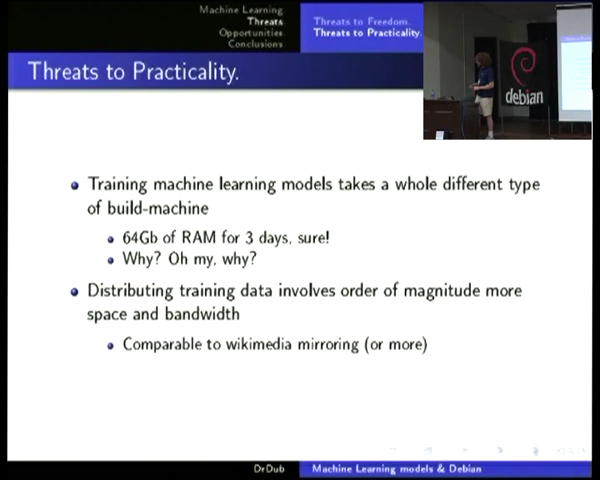 Machine Learning
Threats
Opportunities
Conclusions
Threats to Freedom.
Threats to Practicality.
Threats to Practicality.
debian
Training machine learning models takes a whole different type
of build-machine
64Gb of RAM for 3 days, sure!
Why? Oh my, why?
Distributing training data involves order of magnitude more
space and bandwidth
Comparable to wikimedia mirroring (or more)
DrDub
Machine Learning models & Debian